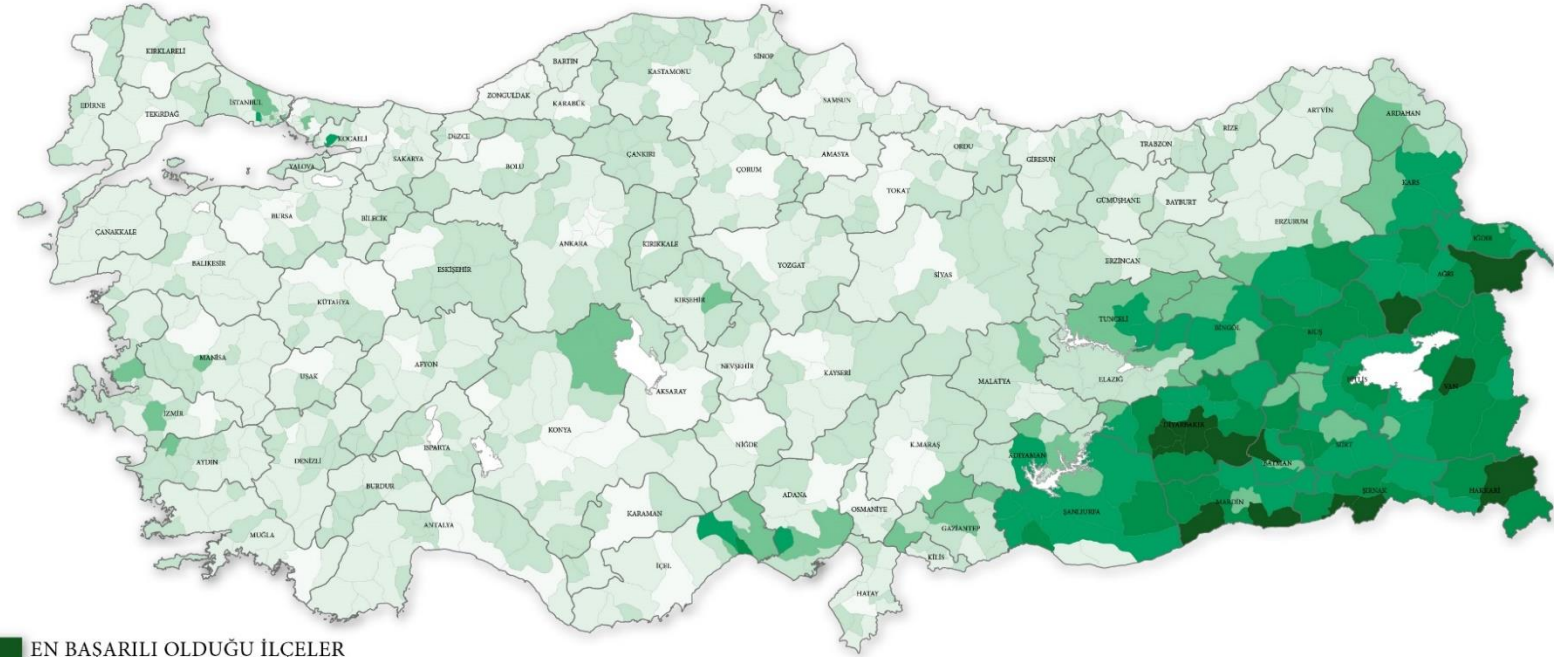 KIRKLARELİ
EDİRNE
TEKİRDAĞ
İSTANBUL
KOCAELİ
YALOVA
SAKARYA
DÜZCE
ZONGULDAK
BARTIN
KARABÜK
KASTAMONU
SİNOP
SAMSUN
BOLU
ÇANKIRI
ÇORUM
AMASYA
TOKAT
ORDU
GİRESUN
TRABZON
RİZE
ARTVİN
ARDAHAN
KARS
GÜMÜŞHANE
BAYBURT
ERZURUM
ERZİNCAN
IĞDIR
AĞRI
ÇANAKKALE
BALIKESİR
BURSA
BİLECİK
ESKİŞEHİR
ANKARA
KIRIKKALE
YOZGAT
SİVAS
KÜTAHYA
KIRŞEHİR
TUNCELİ
BİNGÖL
MUŞ
MANİSA
UŞAK
AFYON
NEVŞEHİR
KAYSERİ
MALATYA
ELAZIĞ
BİTLİS
VAN
İZMİR
AKSARAY
KONYA
NİĞDE
K.MARAŞ
ADIYAMAN
DİYARBAKIR
BATMAN
SİİRT
AYDIN
DENİZLİ
ISPARTA
BURDUR
ADANA
OSMANİYE
GAZİANTEP
ŞANLIURFA
MARDİN
ŞIRNAK
HAKKARİ
MUĞLA
ANTALYA
KARAMAN
İÇEL
KİLİS
HATAY
EN BAŞARILI OLDUĞU İLÇELER